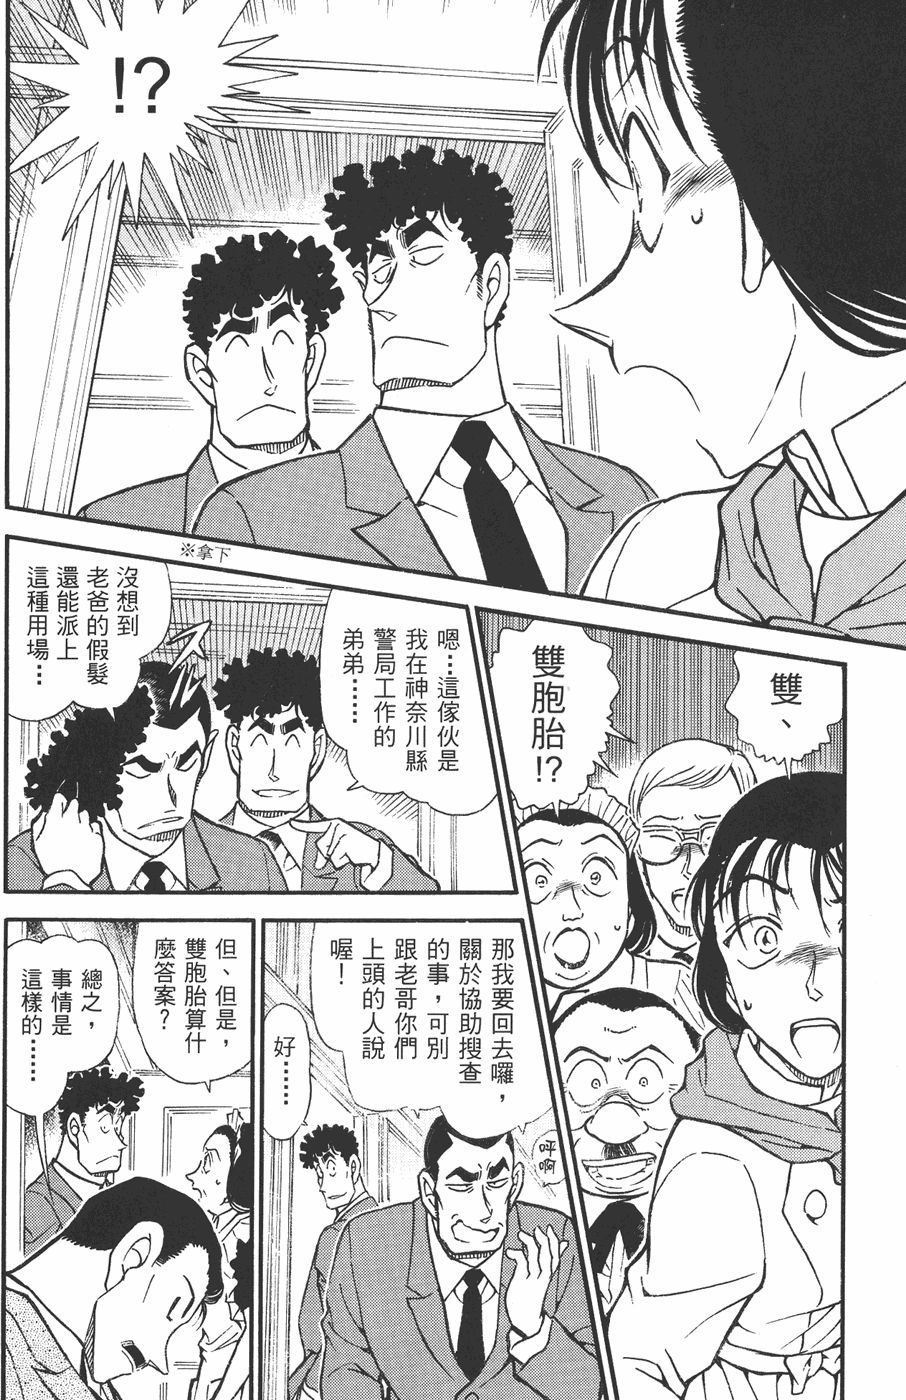 !?
雙、
雙胞胎!?
嗯…這傢伙是
我在神奈川縣
警局工作的
弟弟……
※拿下
沒想到
老爸的假髮
還能派上
這種用場…
那我要回去囉，
關於協助搜查
的事，可別
跟老哥你們
上頭的人說
喔！
呼
啊
好……
但、但是，
雙胞胎算什
麼答案？
總之，
事情是
這樣的……